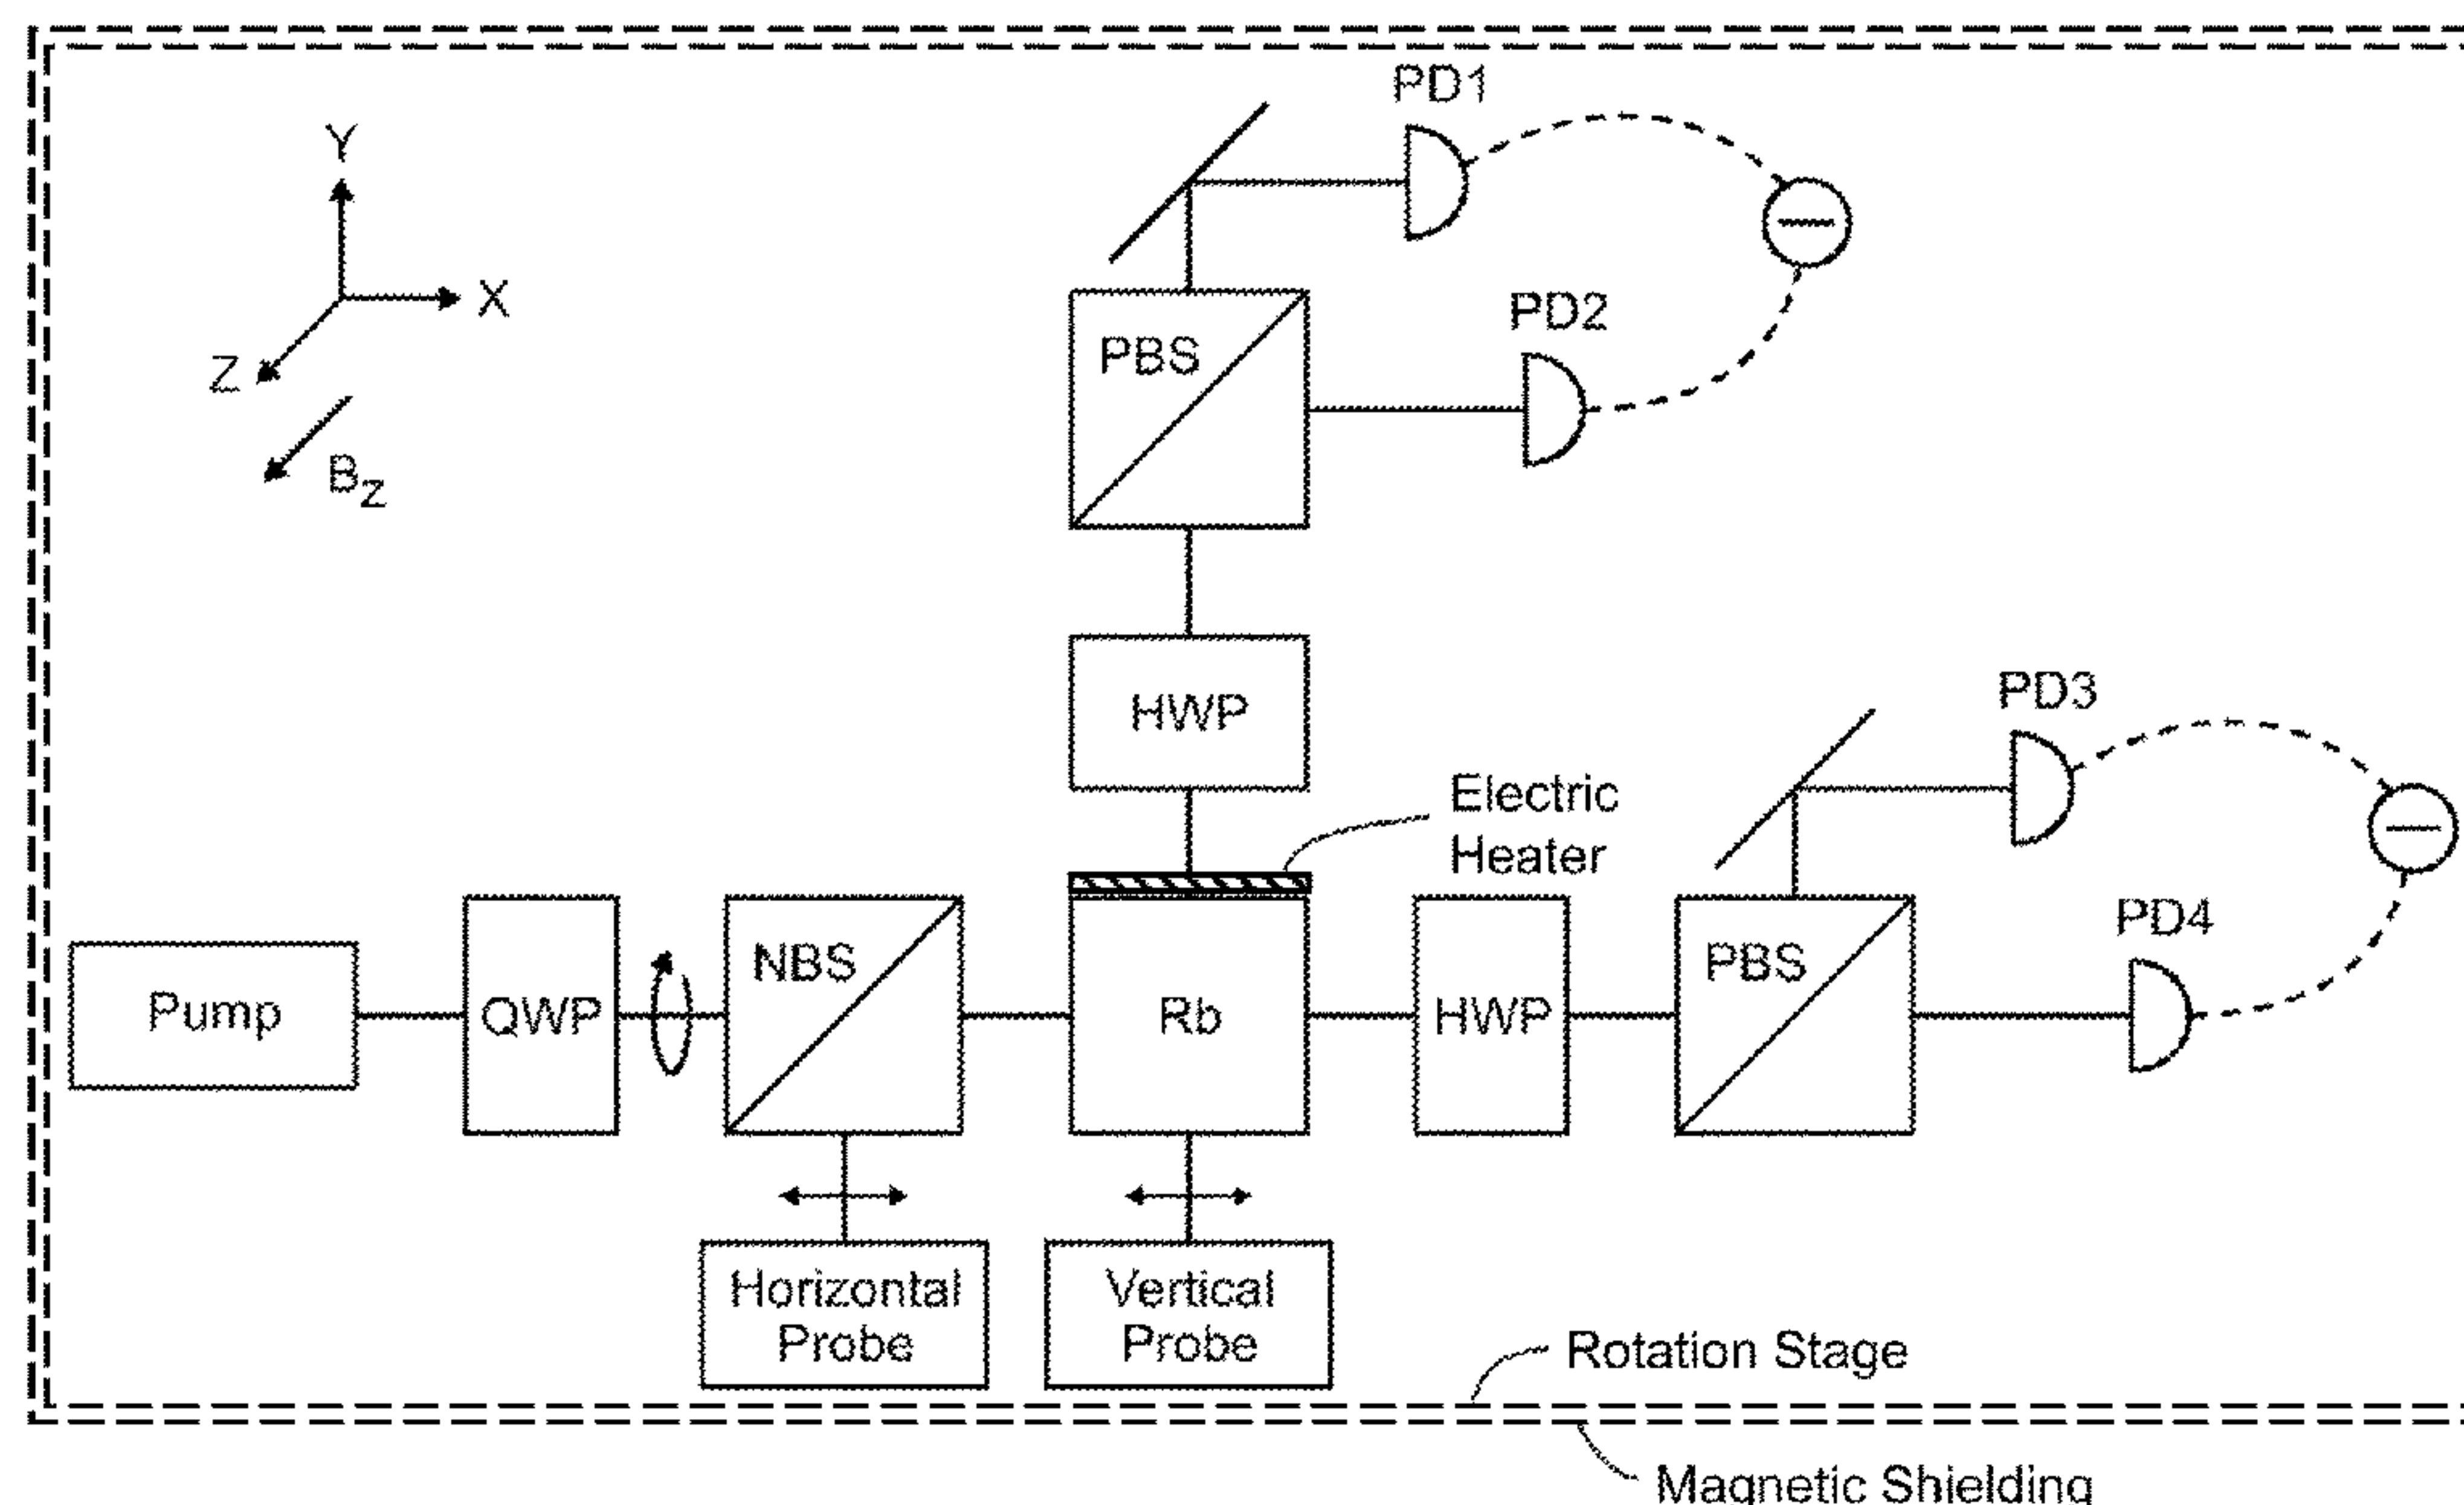 PD1
Y
X
PD2
Z
PBS
B_z
HWP
PD3
Electric
Heater
PD4
NBS
PBS
Pump
QWP
Rb
HWP
Horizontal
Probe
Vertical
Probe
Rotation Stage
Magnetic Shielding